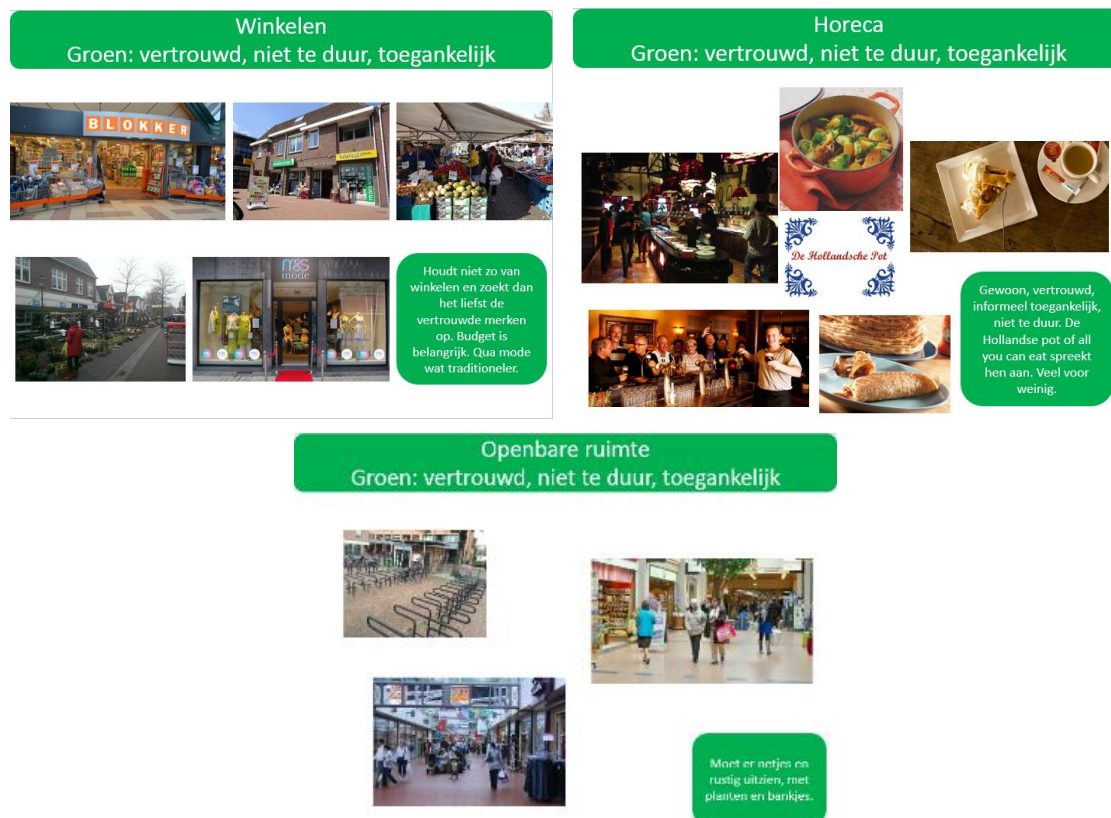 Winkelen
Groen: vertrouwd, niet te duur, toegankelijk
BLOKKER
M&S
mode
Houdt niet zo van
winkelen en zoekt dan
het liefst de
vertrouwde merken
op. Budget is
belangrijk. Qua mode
wat traditioneler.
Horeca
Groen: vertrouwd, niet te duur, toegankelijk
De Hollandsche Pot
Gewoon, vertrouwd,
informeel toegankelijk,
niet te duur. De
Hollandse pot of all
you can eat spreekt
hen aan. Veel voor
weinig.
Openbare ruimte
Groen: vertrouwd, niet te duur, toegankelijk
Moet er netjes en
rustig uitzien, met
planten en bankjes.